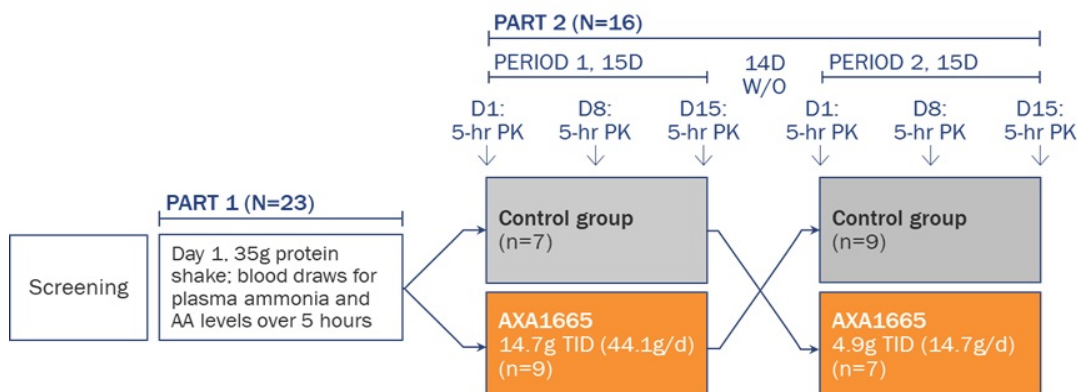 PART 2 (N=16)
PERIOD 1, 15D
14D
W/O
PERIOD 2, 15D
D1:
5-hr PK
D8:
5-hr PK
D15:
5-hr PK
D1:
5-hr PK
D8:
5-hr PK
D15:
5-hr PK
Screening
PART 1 (N=23)
Day 1, 35g protein
shake; blood draws for
plasma ammonia and
AA levels over 5 hours
Control group
(n=7)
AXA1665
14.7g TID (44.1g/d)
(n=9)
Control group
(n=9)
AXA1665
4.9g TID (14.7g/d)
(n=7)